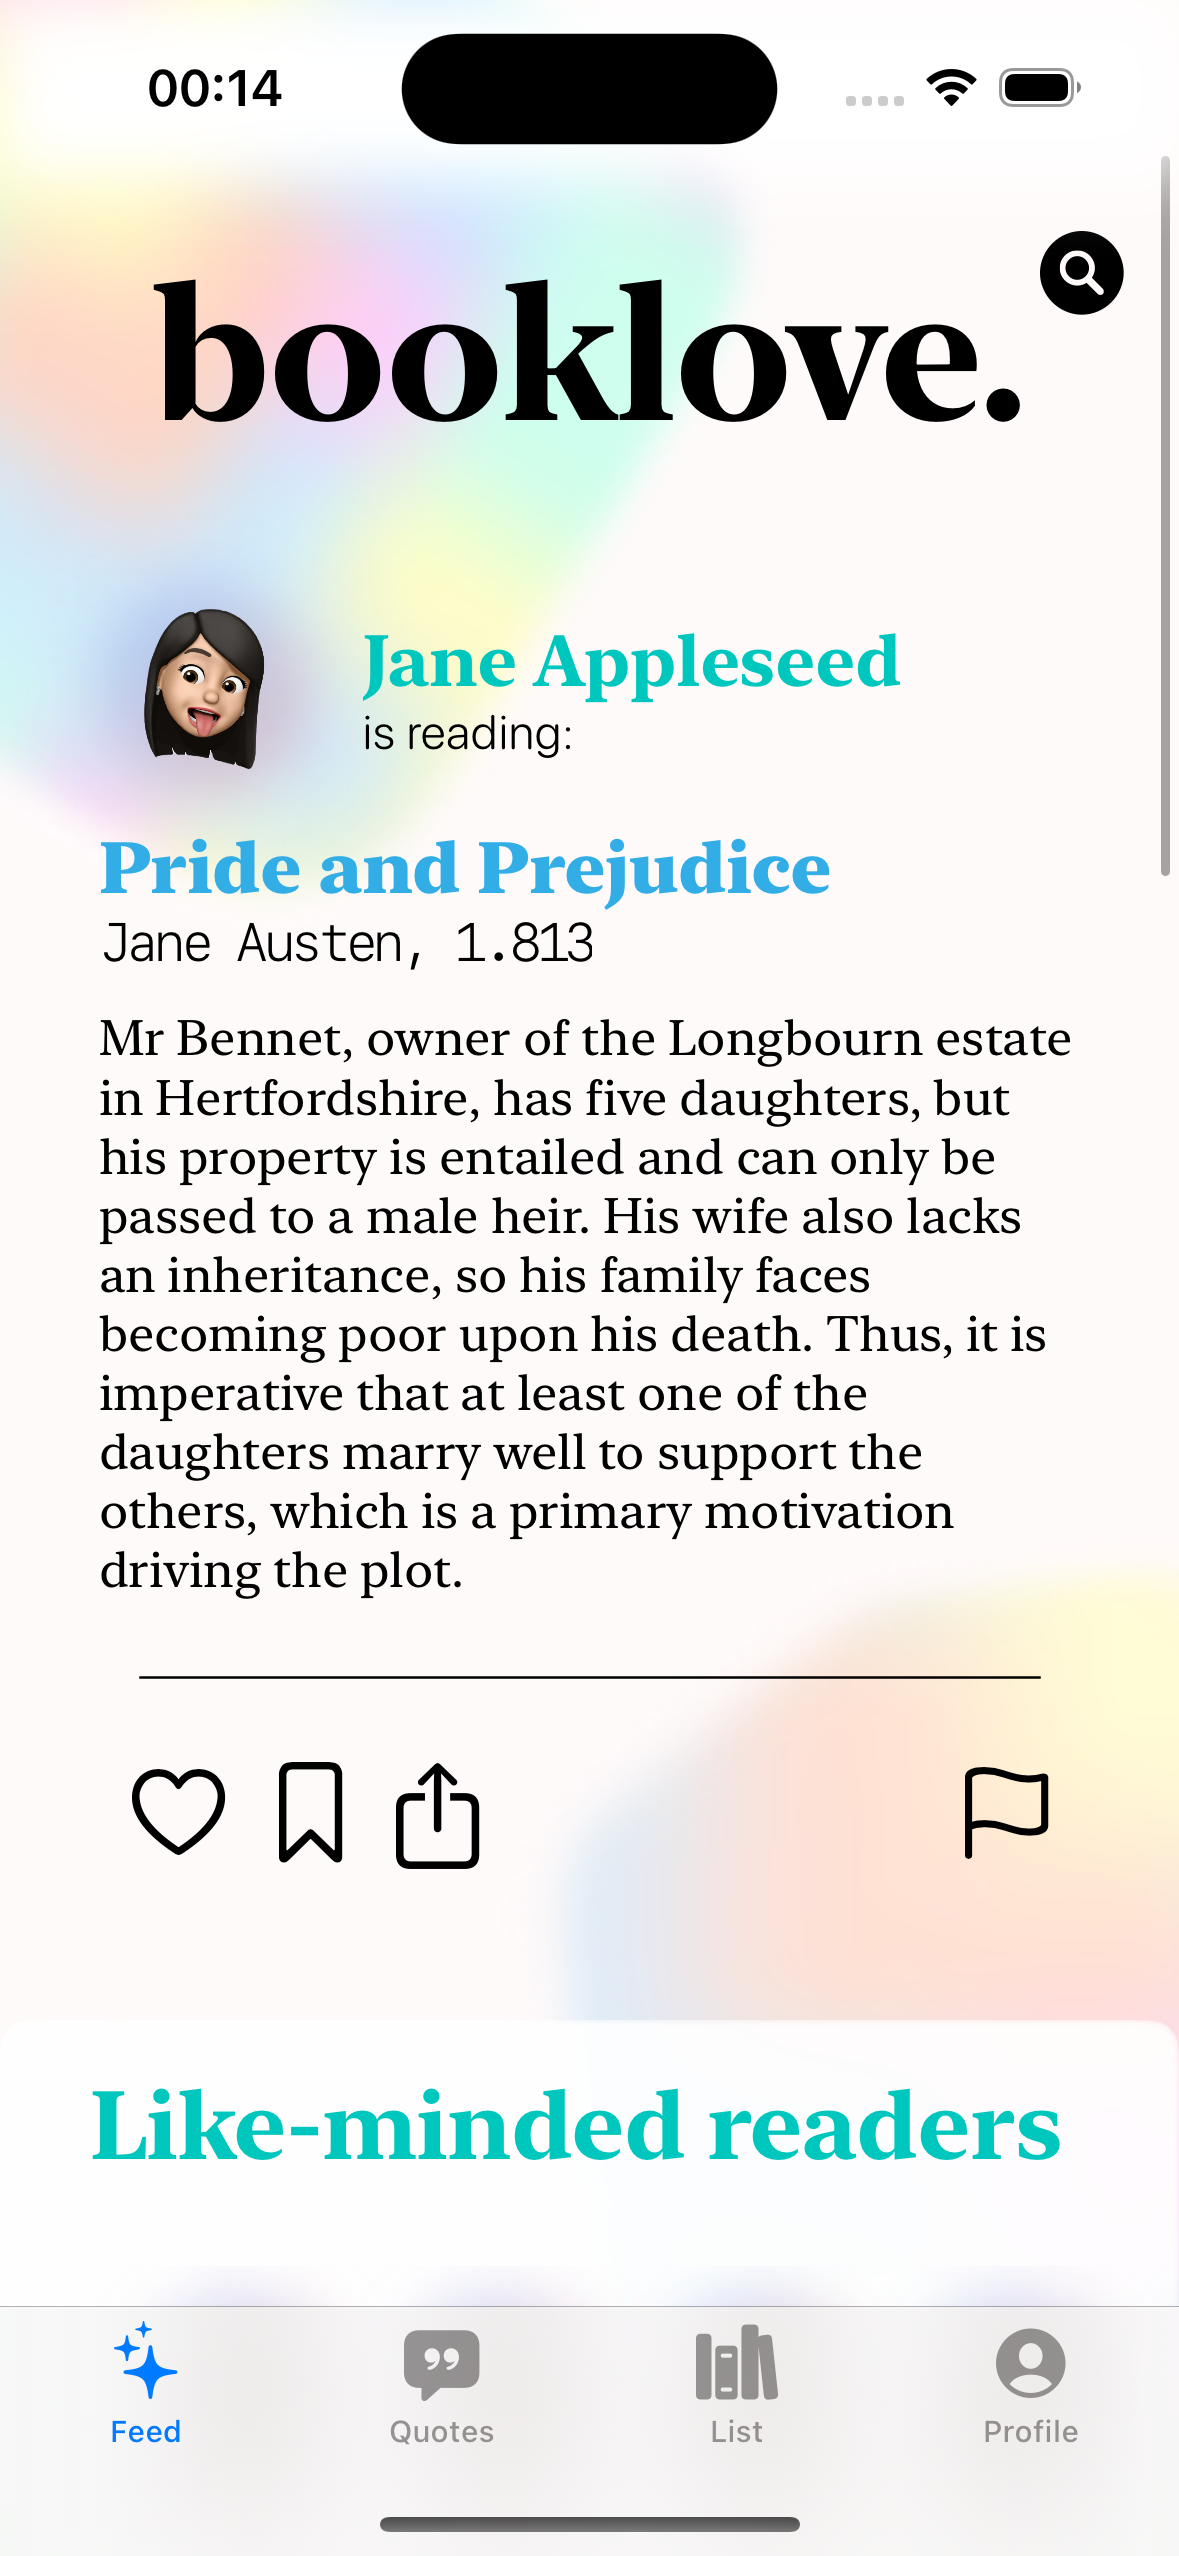 00:14
booklove.
Jane Appleseed
is reading:
Pride and Prejudice
Jane Austen, 1.813
Mr Bennet, owner of the Longbourn estate
in Hertfordshire, has five daughters, but
his property is entailed and can only be
passed to a male heir. His wife also lacks
an inheritance, so his family faces
becoming poor upon his death. Thus, it is
imperative that at least one of the
daughters marry well to support the
others, which is a primary motivation
driving the plot.
Like-minded readers
Feed
Quotes
List
Profile